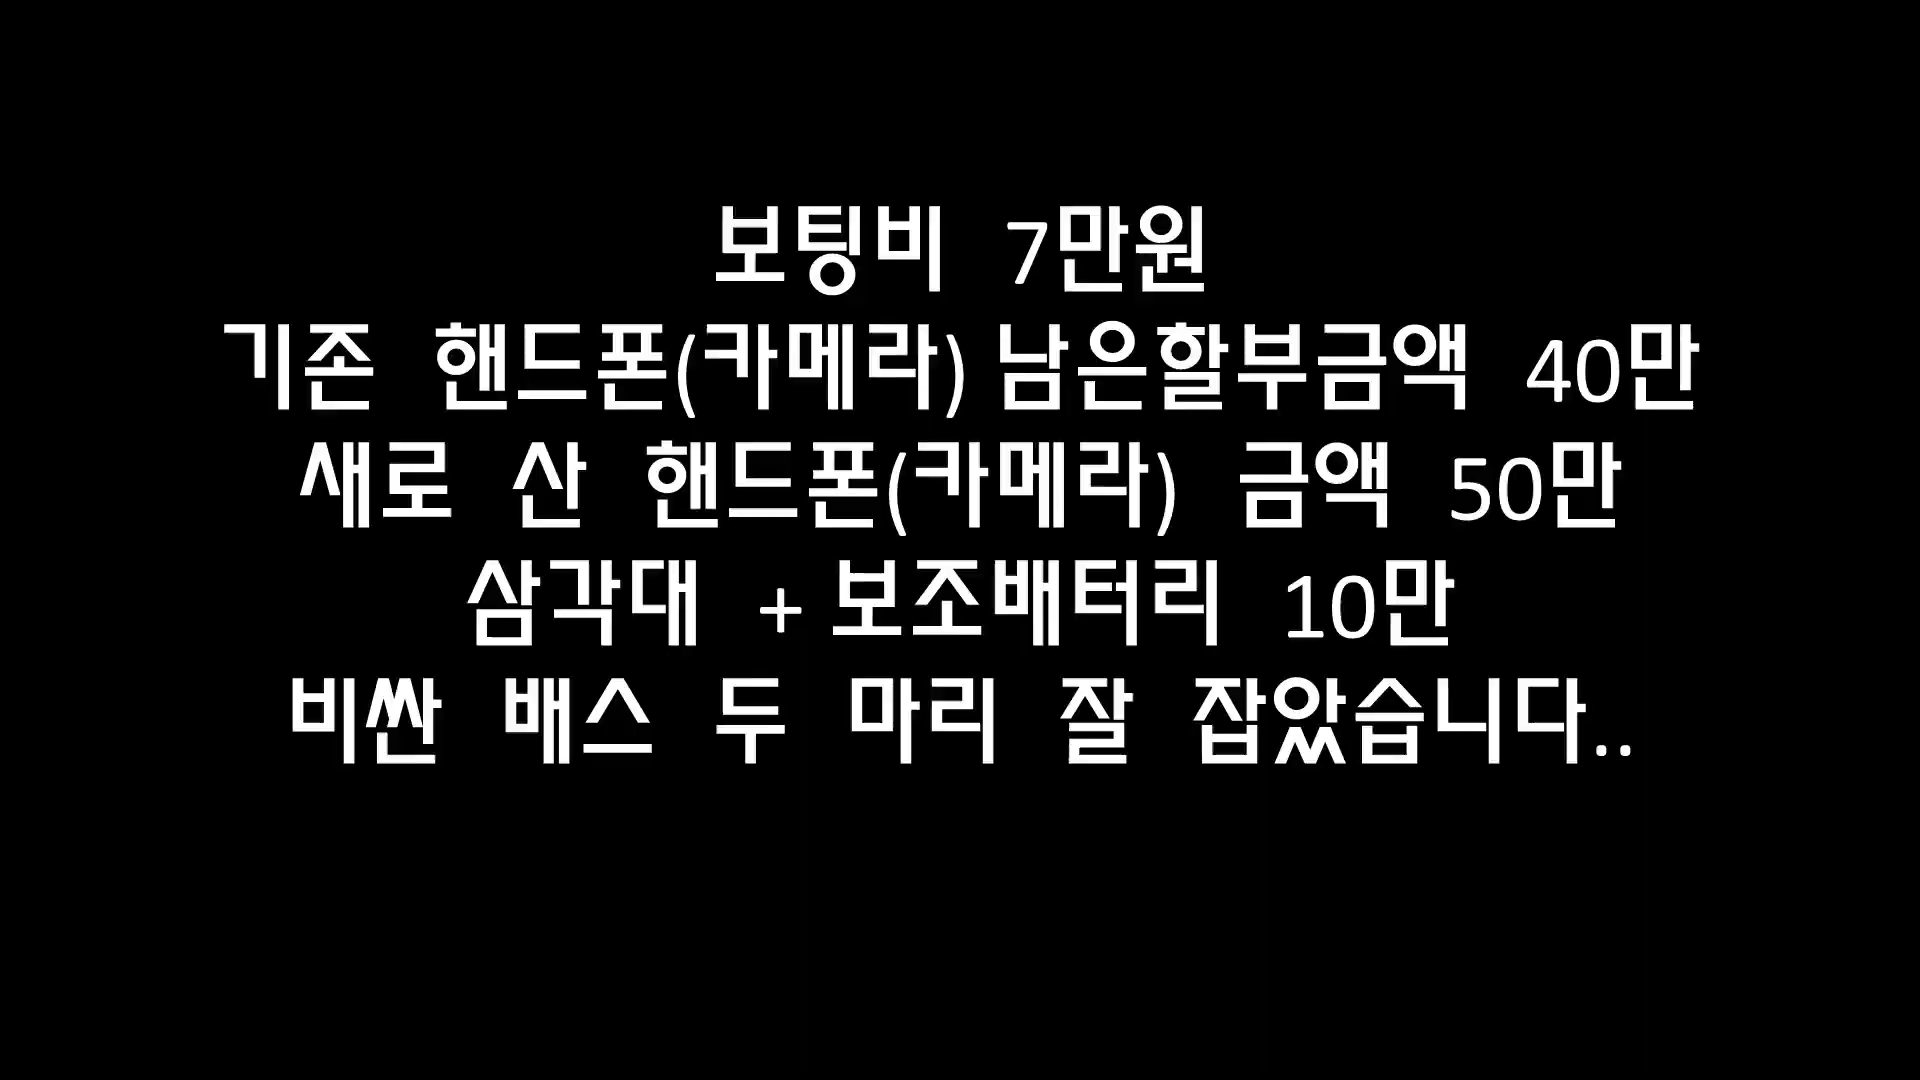 보팅비 7만원
기존 핸드폰(카메라) 남은할부금액 40만
새로 산 핸드폰(카메라) 금액 50만
삼각대 + 보조배터리 10만
비싼 배스 두 마리 잘 잡았습니다..